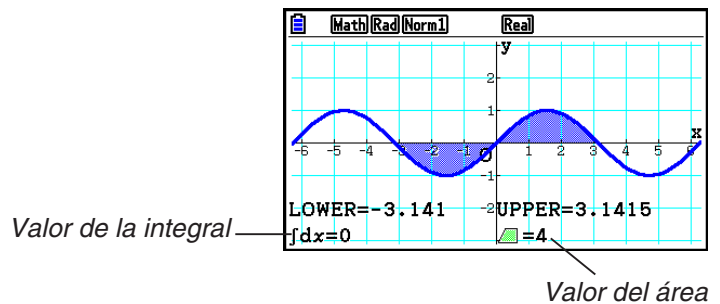 Math Rad Norm1 Real
y
2
1
x
-6 -5 -4 -3 -2 -1 O 1 2 3 4 5 6
-1
-2
LOWER=-3.141 UPPER=3.1415
Valor de la integral
∫dx=0 =4
Valor del área